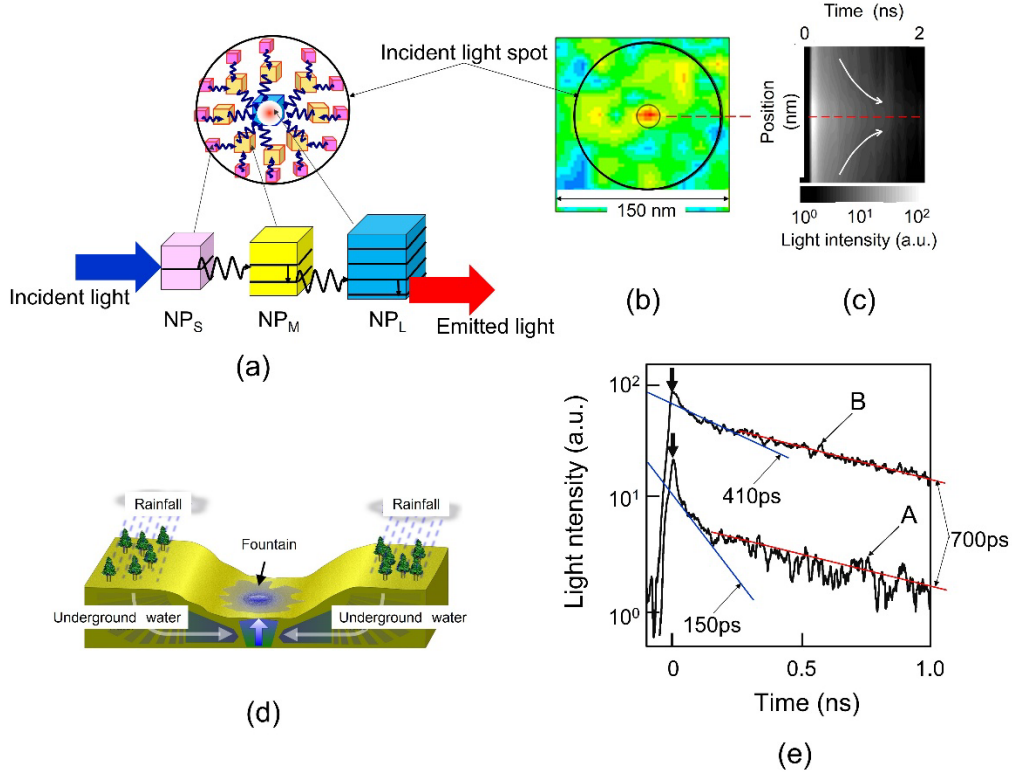 Incident light spot
Incident light
NPS
NPM
NPL
Emitted light
(a)
150 nm
(b)
Time (ns)
0 2
Position
(nm)
10⁰ 10¹ 10²
Light intensity (a.u.)
(c)
Rainfall
Rainfall
Fountain
Underground water
Underground water
(d)
Light ntensity (a.u.)
10²
10¹
10⁰
B
410ps
A
700ps
150ps
0 0.5 1.0
Time (ns)
(e)